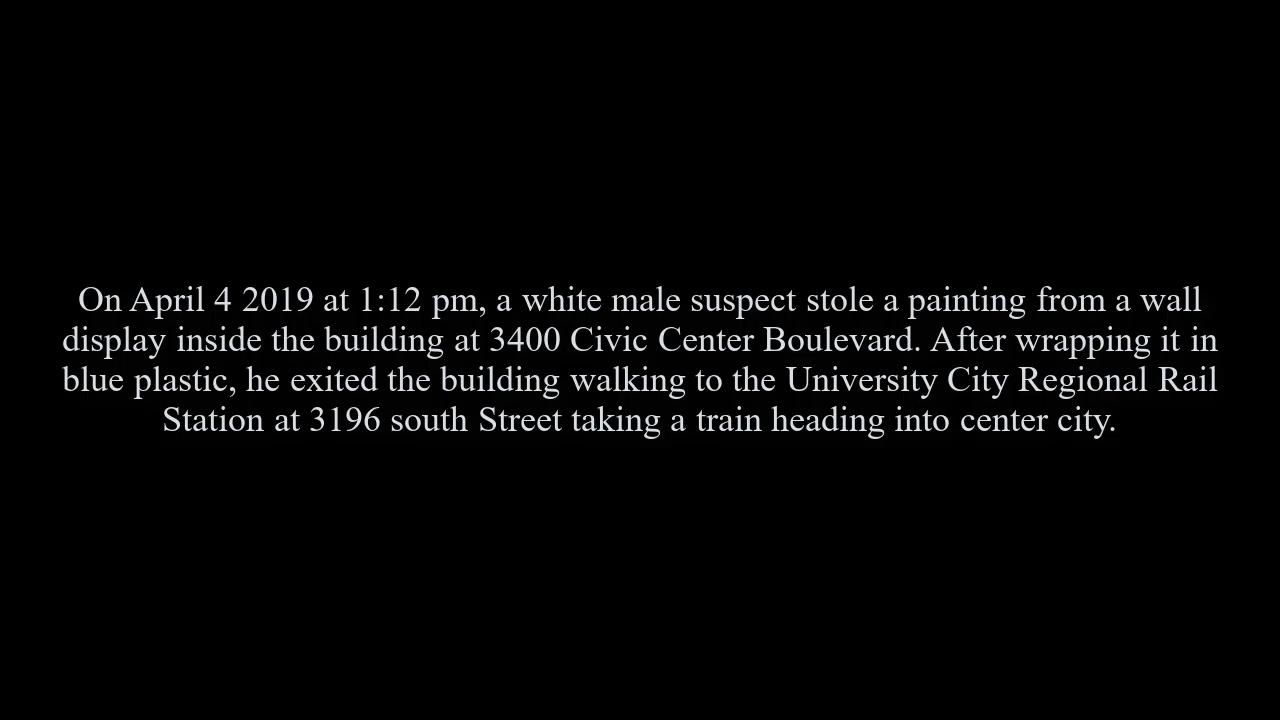 On April 4 2019 at 1:12 pm, a white male suspect stole a painting from a wall
display inside the building at 3400 Civic Center Boulevard. After wrapping it in
blue plastic, he exited the building walking to the University City Regional Rail
Station at 3196 south Street taking a train heading into center city.